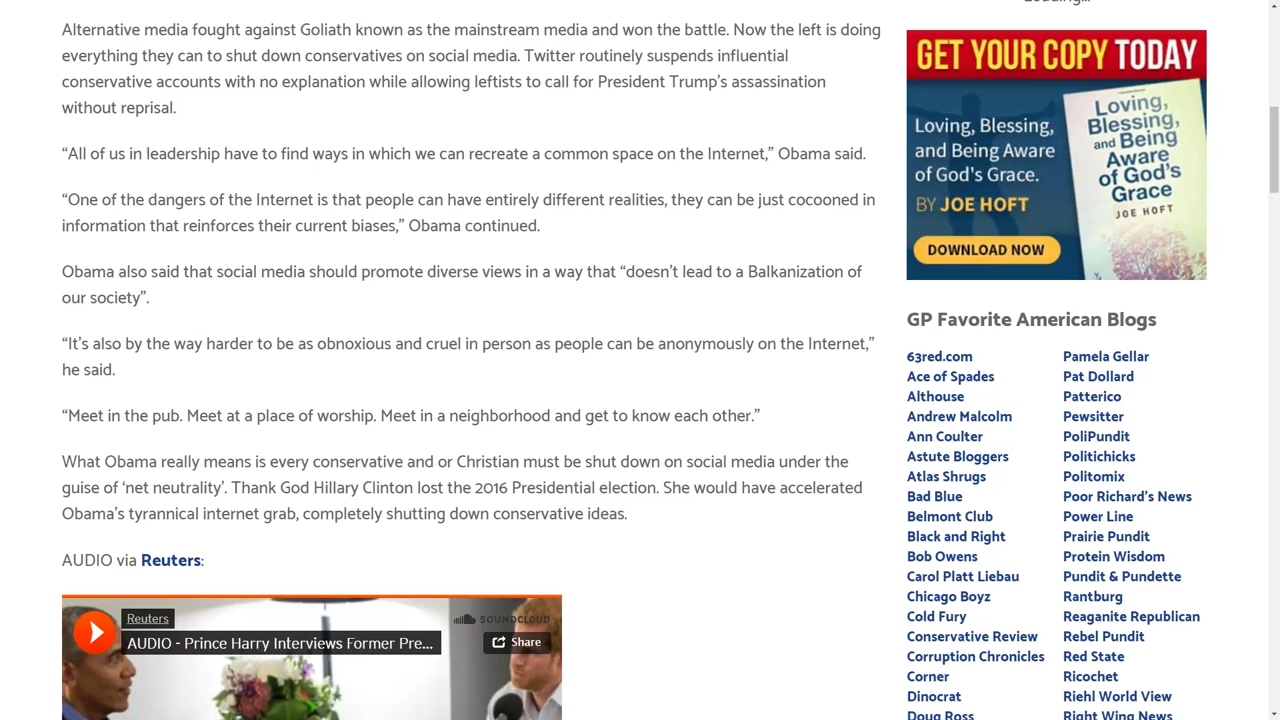 Loading...
Alternative media fought against Goliath known as the mainstream media and won the battle. Now the left is doing
everything they can to shut down conservatives on social media. Twitter routinely suspends influential
conservative accounts with no explanation while allowing leftists to call for President Trump's assassination
without reprisal.
“All of us in leadership have to find ways in which we can recreate a common space on the Internet,” Obama said.
“One of the dangers of the Internet is that people can have entirely different realities, they can be just cocooned in
information that reinforces their current biases,” Obama continued.
Obama also said that social media should promote diverse views in a way that “doesn't lead to a Balkanization of
our society”.
“It's also by the way harder to be as obnoxious and cruel in person as people can be anonymously on the Internet,”
he said.
“Meet in the pub. Meet at a place of worship. Meet in a neighborhood and get to know each other.”
What Obama really means is every conservative and or Christian must be shut down on social media under the
guise of ‘net neutrality’. Thank God Hillary Clinton lost the 2016 Presidential election. She would have accelerated
Obama's tyrannical internet grab, completely shutting down conservative ideas.
AUDIO via Reuters:
Reuters
SOUNDCLOUD
AUDIO - Prince Harry Interviews Former Pre...
Share
GET YOUR COPY TODAY
Loving, Blessing,
and Being Aware
of God's Grace.
BY JOE HOFT
DOWNLOAD NOW
Loving,
Blessing,
and Being
Aware
of God's
Grace
JOE HOFT
GP Favorite American Blogs
63red.com
Ace of Spades
Althouse
Andrew Malcolm
Ann Coulter
Astute Bloggers
Atlas Shrugs
Bad Blue
Belmont Club
Black and Right
Bob Owens
Carol Platt Liebau
Chicago Boyz
Cold Fury
Conservative Review
Corruption Chronicles
Corner
Dinocrat
Doug Ross
Pamela Gellar
Pat Dollard
Patterico
Pewsitter
PoliPundit
Politichicks
Politomix
Poor Richard's News
Power Line
Prairie Pundit
Protein Wisdom
Pundit & Pundette
Rantburg
Reaganite Republican
Rebel Pundit
Red State
Ricochet
Riehl World View
Right Wing News